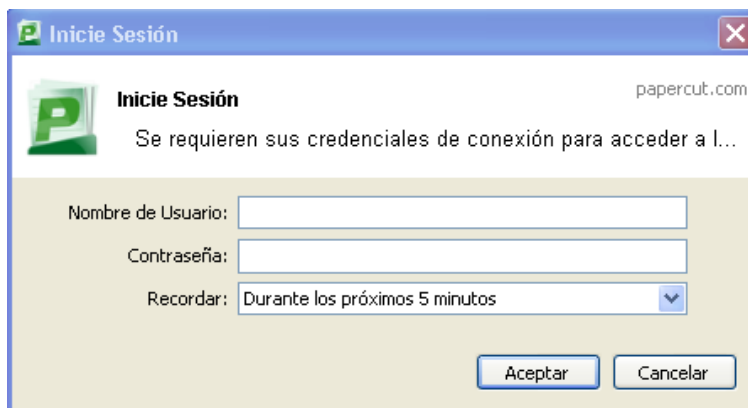 Inicie Sesión
papercut.com
Inicie Sesión
Se requieren sus credenciales de conexión para acceder a l...
Nombre de Usuario:
Contraseña:
Recordar: Durante los próximos 5 minutos
Aceptar Cancelar